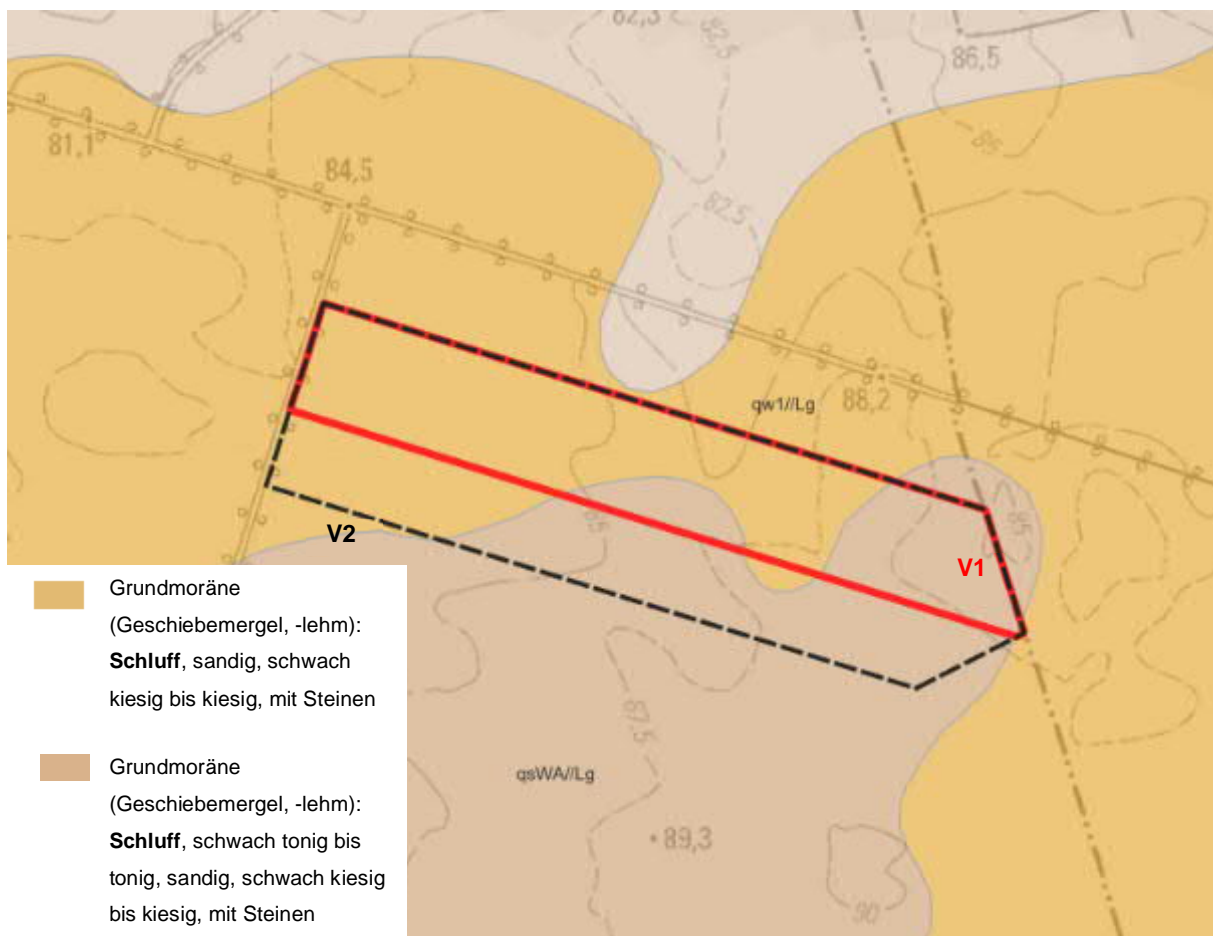 82,3
82,5
86,5
85
81,1
84,5
82,5
qw1//Lg
88,2
85
85
V2
V1
87,5
qsWA//Lg
89,3
90
Grundmoräne
(Geschiebemergel, -lehm):
Schluff, sandig, schwach
kiesig bis kiesig, mit Steinen
Grundmoräne
(Geschiebemergel, -lehm):
Schluff, schwach tonig bis
tonig, sandig, schwach kiesig
bis kiesig, mit Steinen